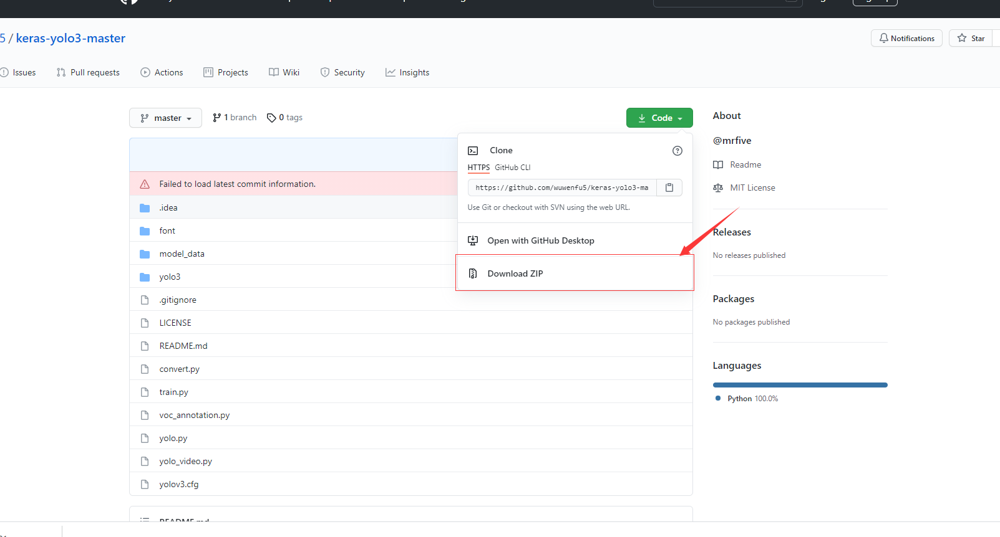 5 / keras-yolo3-master
Notifications
Star
Issues
Pull requests
Actions
Projects
Wiki
Security
Insights
master
1 branch
0 tags
Code
Clone
HTTPS GitHub CLI
https://github.com/wuwenfu5/keras-yolo3-ma
Use Git or checkout with SVN using the web URL.
Open with GitHub Desktop
Download ZIP
Failed to load latest commit information.
.idea
font
model_data
yolo3
.gitignore
LICENSE
README.md
convert.py
train.py
voc_annotation.py
yolo.py
yolo_video.py
yolov3.cfg
README.md
About
@mrfive
Readme
MIT License
Releases
No releases published
Packages
No packages published
Languages
Python 100.0%